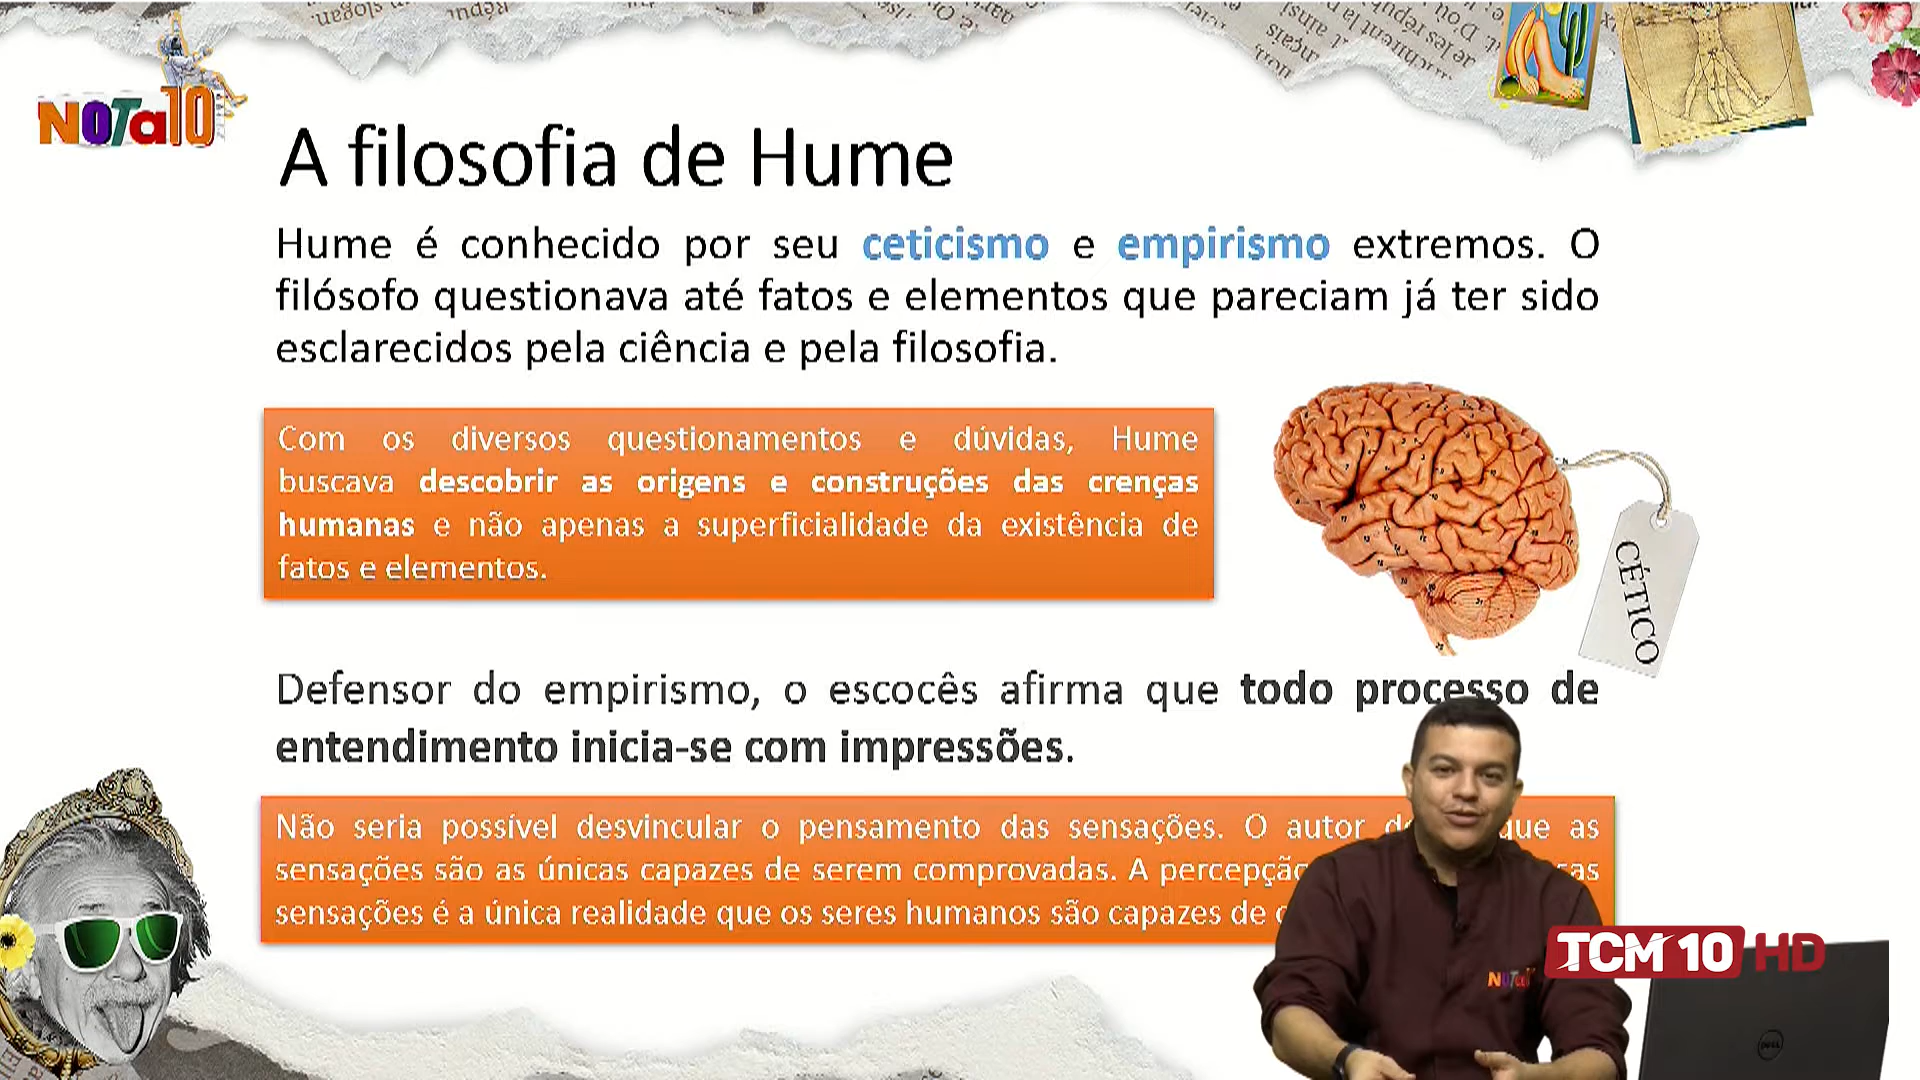 NOTa10
A filosofia de Hume
Hume é conhecido por seu ceticismo e empirismo extremos. O
filósofo questionava até fatos e elementos que pareciam já ter sido
esclarecidos pela ciência e pela filosofia.
Com os diversos questionamentos e dúvidas, Hume
buscava descobrir as origens e construções das crenças
humanas e não apenas a superficialidade da existência de
fatos e elementos.
CÉTICO
Defensor do empirismo, o escocês afirma que todo processo de
entendimento inicia-se com impressões.
Não seria possível desvincular o pensamento das sensações. O autor que as
sensações são as únicas capazes de serem comprovadas. A
sensações é a única realidade que os seres humanos são capazes de
TCM 10 HD
DELL